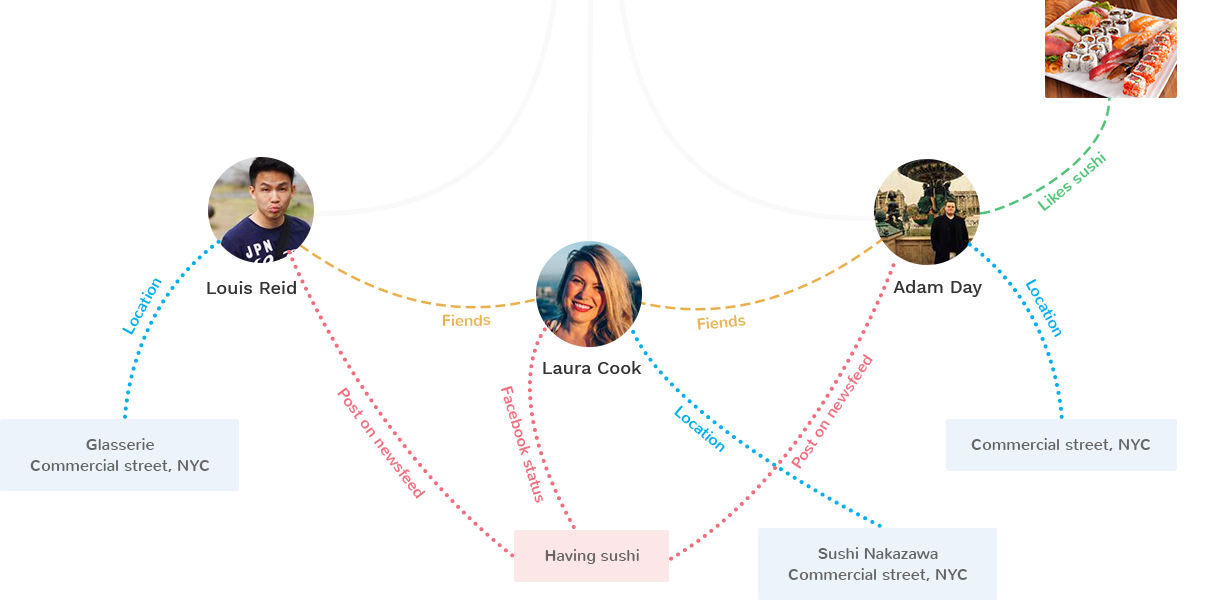 Likes sushi
JPN
Louis Reid
Adam Day
Location
Fiends
Fiends
Location
Laura Cook
Post on newsfeed
Facebook status
Location
Post on newsfeed
Glasserie
Commercial street, NYC
Commercial street, NYC
Having sushi
Sushi Nakazawa
Commercial street, NYC